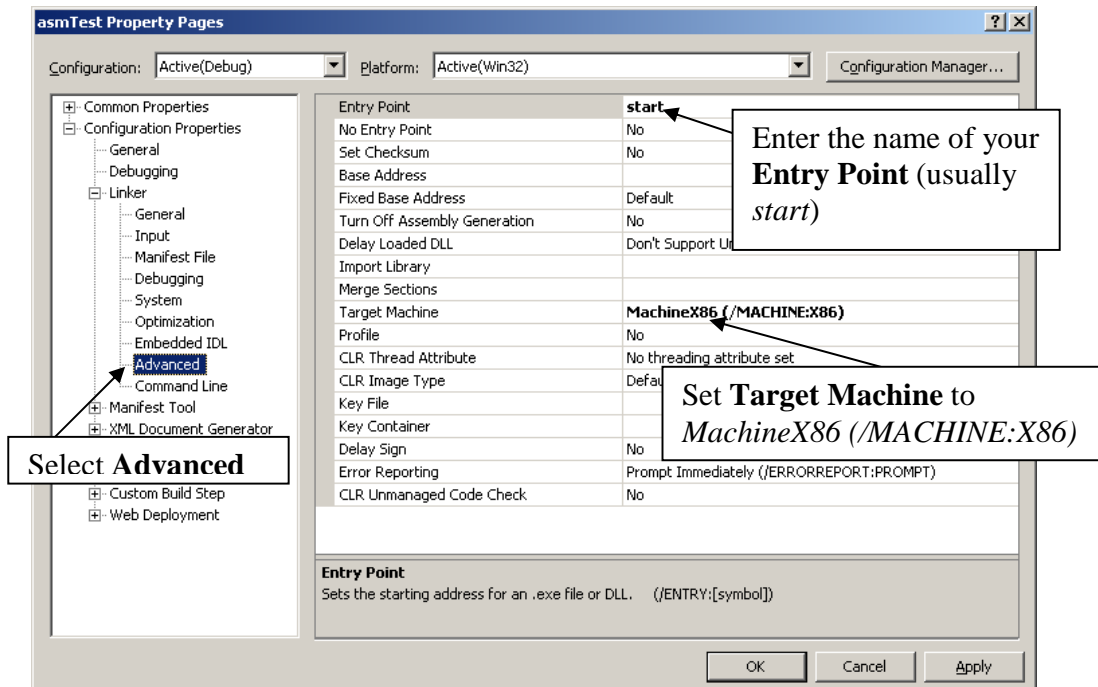 asmTest Property Pages
Configuration: Active(Debug) Platform: Active(Win32) Configuration Manager...
Common Properties
Configuration Properties
General
Debugging
Linker
General
Input
Manifest File
Debugging
System
Optimization
Embedded IDL
Advanced
Command Line
Manifest Tool
XML Document Generator
Custom Build Step
Web Deployment
Entry Point start
No Entry Point No
Set Checksum No
Base Address
Fixed Base Address Default
Turn Off Assembly Generation No
Delay Loaded DLL Don't Support
Import Library
Merge Sections
Target Machine MachineX86 (/MACHINE:X86)
Profile No
CLR Thread Attribute No threading attribute set
CLR Image Type
Key File
Key Container
Delay Sign No
Error Reporting Prompt Immediately (/ERRORREPORT:PROMPT)
CLR Unmanaged Code Check No
Enter the name of your
Entry Point (usually
start)
Set Target Machine to
MachineX86 (/MACHINE:X86)
Select Advanced
Entry Point
Sets the starting address for an .exe file or DLL. (/ENTRY:[symbol])
OK Cancel Apply